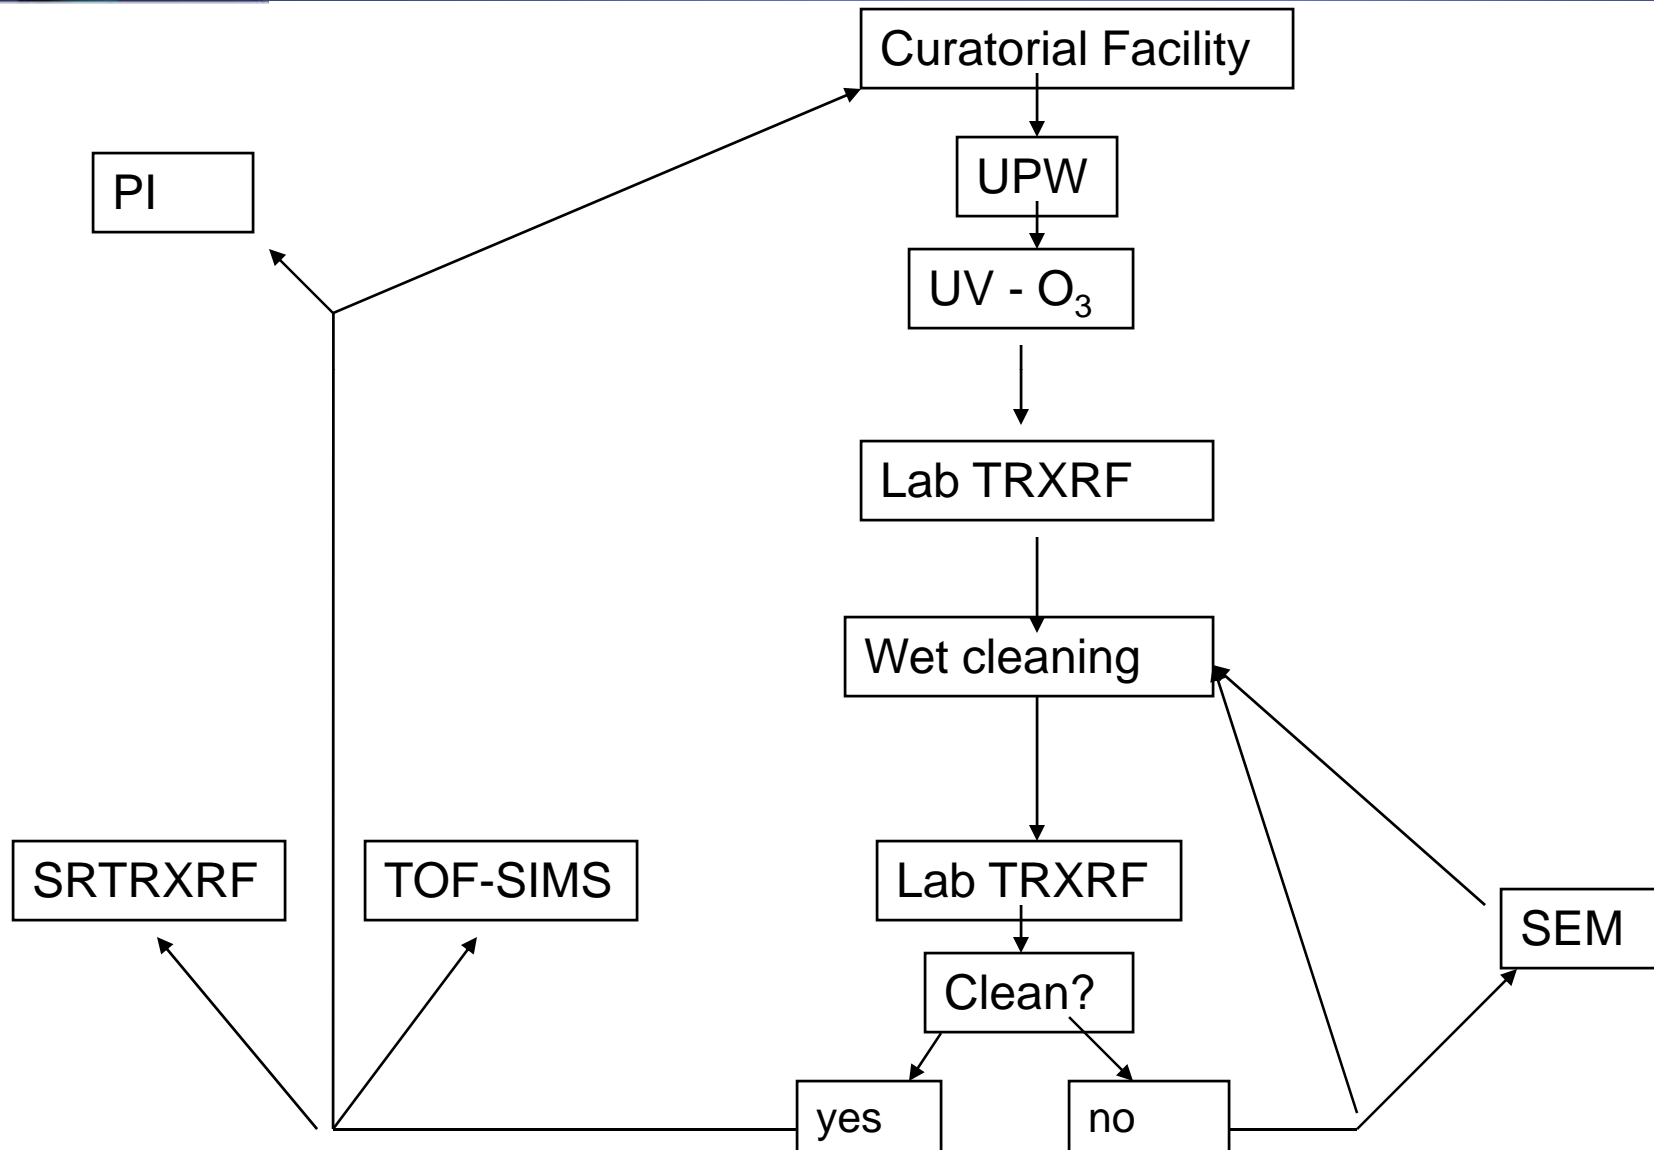 Curatorial Facility
PI
UPW
UV - O₃
Lab TRXRF
Wet cleaning
SRTRXRF
TOF-SIMS
Lab TRXRF
SEM
Clean?
yes
no